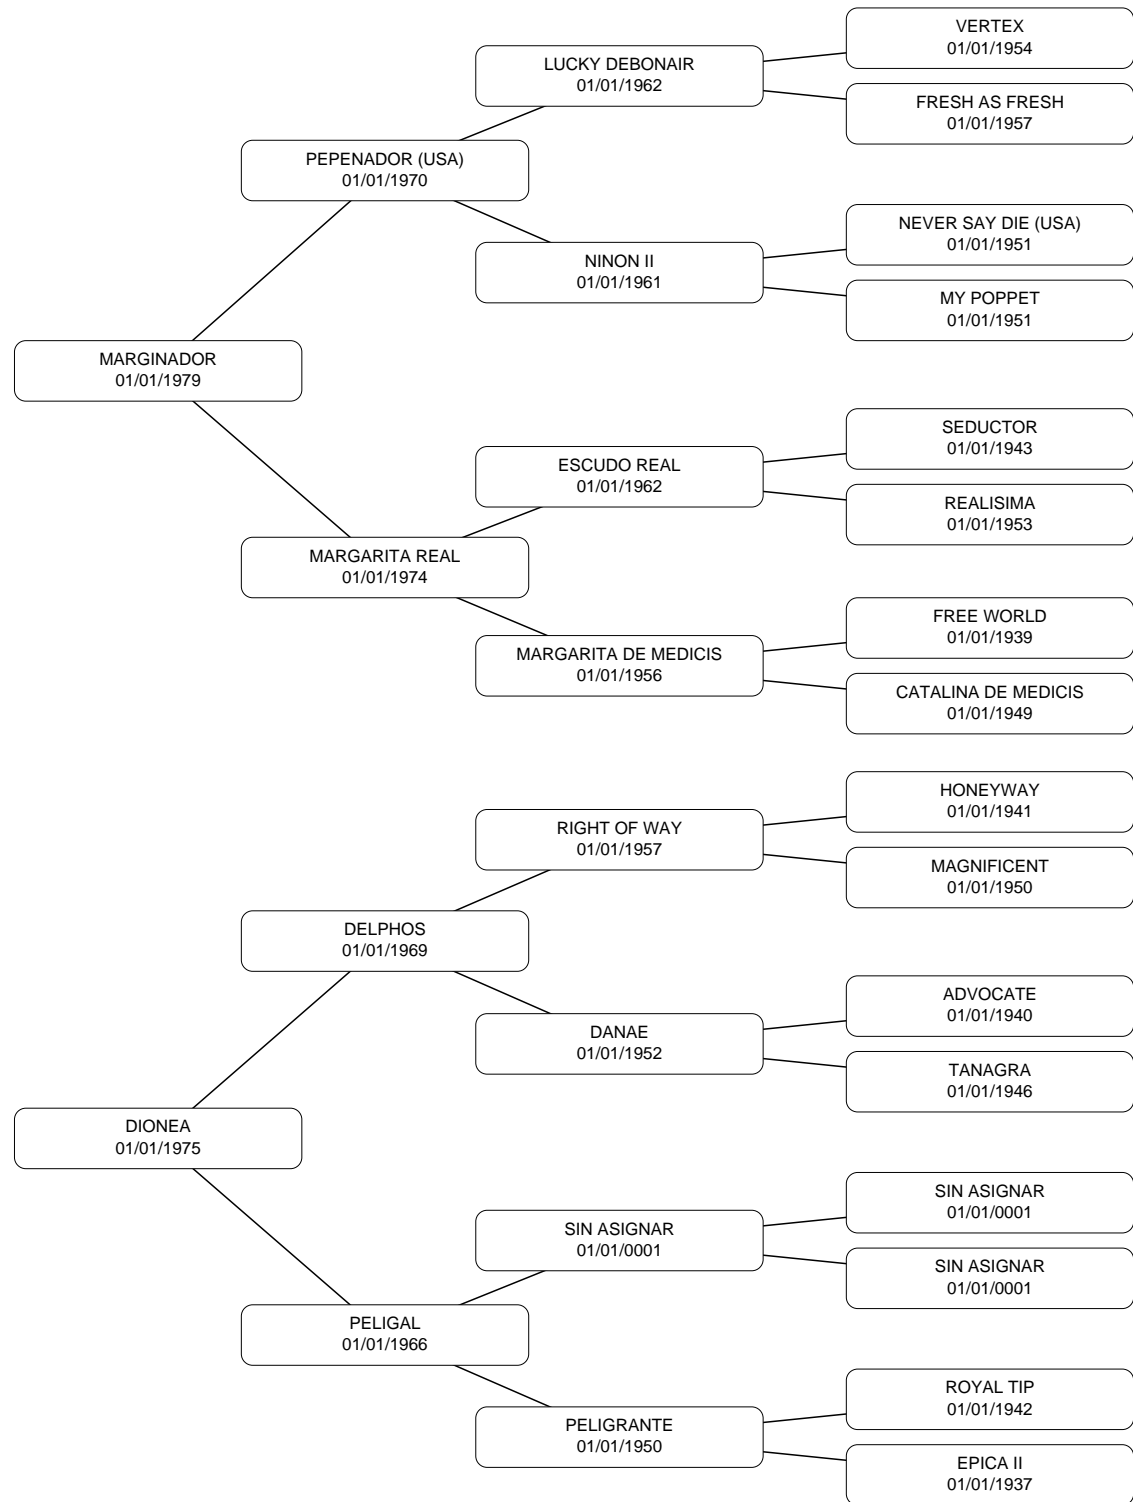 VERTEX
01/01/1954
LUCKY DEBONAIR
01/01/1962
FRESH AS FRESH
01/01/1957
PEPENADOR (USA)
01/01/1970
NEVER SAY DIE (USA)
01/01/1951
NINON II
01/01/1961
MY POPPET
01/01/1951
MARGINADOR
01/01/1979
SEDUCTOR
01/01/1943
ESCUDO REAL
01/01/1962
REALISIMA
01/01/1953
MARGARITA REAL
01/01/1974
FREE WORLD
01/01/1939
MARGARITA DE MEDICIS
01/01/1956
CATALINA DE MEDICIS
01/01/1949
HONEYWAY
01/01/1941
RIGHT OF WAY
01/01/1957
MAGNIFICENT
01/01/1950
DELPHOS
01/01/1969
ADVOCATE
01/01/1940
DANAE
01/01/1952
TANAGRA
01/01/1946
DIONEA
01/01/1975
SIN ASIGNAR
01/01/0001
SIN ASIGNAR
01/01/0001
SIN ASIGNAR
01/01/0001
PELIGAL
01/01/1966
ROYAL TIP
01/01/1942
PELIGRANTE
01/01/1950
EPICA II
01/01/1937